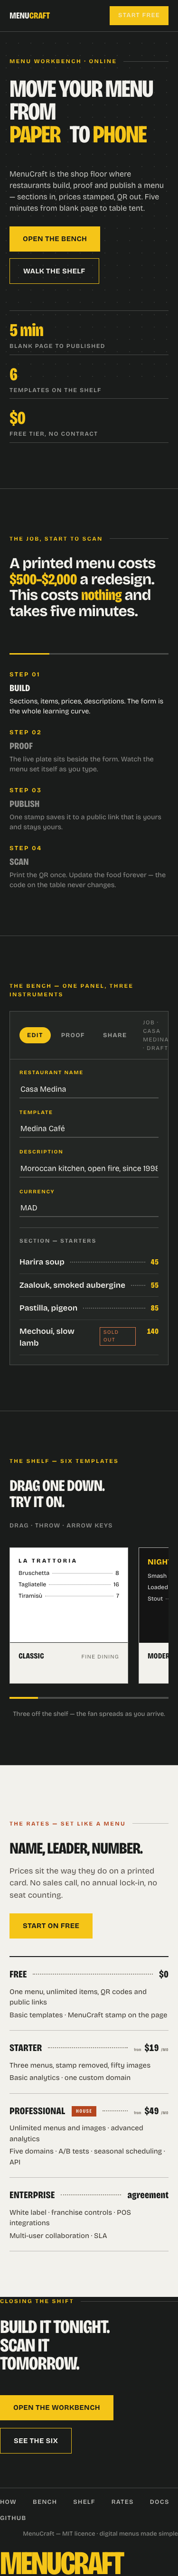 MENUCRAFT
START FREE
MENU WORKBENCH · ONLINE
MOVE YOUR MENU
FROM
PAPER TO PHONE
MenuCraft is the shop floor where
restaurants build, proof and publish a menu
— sections in, prices stamped, QR out. Five
minutes from blank page to table tent.
OPEN THE BENCH
WALK THE SHELF
5 min
BLANK PAGE TO PUBLISHED
6
TEMPLATES ON THE SHELF
$0
FREE TIER, NO CONTRACT
THE JOB, START TO SCAN
A printed menu costs
$500–$2,000 a redesign.
This costs nothing and
takes five minutes.
STEP 01
BUILD
Sections, items, prices, descriptions. The form is
the whole learning curve.
STEP 02
PROOF
The live plate sits beside the form. Watch the
menu set itself as you type.
STEP 03
PUBLISH
One stamp saves it to a public link that is yours
and stays yours.
STEP 04
SCAN
Print the QR once. Update the food forever — the
code on the table never changes.
THE BENCH — ONE PANEL, THREE
INSTRUMENTS
EDIT
PROOF
SHARE
JOB ·
CASA
MEDINA
· DRAFT
RESTAURANT NAME
Casa Medina
TEMPLATE
Medina Café
DESCRIPTION
Moroccan kitchen, open fire, since 1998
CURRENCY
MAD
SECTION — STARTERS
Harira soup 45
Zaalouk, smoked aubergine 55
Pastilla, pigeon 85
Mechoui, slow
lamb
SOLD
OUT
140
THE SHELF — SIX TEMPLATES
DRAG ONE DOWN.
TRY IT ON.
DRAG · THROW · ARROW KEYS
LA TRATTORIA
Bruschetta 8
Tagliatelle 16
Tiramisù 7
CLASSIC
FINE DINING
NIGH
Smash
Loaded
Stout
MODER
Three off the shelf — the fan spreads as you arrive.
THE RATES — SET LIKE A MENU
NAME, LEADER, NUMBER.
Prices sit the way they do on a printed
card. No sales call, no annual lock-in, no
seat counting.
START ON FREE
FREE $0
One menu, unlimited items, QR codes and
public links
Basic templates · MenuCraft stamp on the page
STARTER $19
Three menus, stamp removed, fifty images
Basic analytics · one custom domain
PROFESSIONAL HOUSE $49
Unlimited menus and images · advanced
analytics
Five domains · A/B tests · seasonal scheduling ·
API
ENTERPRISE agreement
White label · franchise controls · POS
integrations
Multi-user collaboration · SLA
CLOSING THE SHIFT
BUILD IT TONIGHT.
SCAN IT
TOMORROW.
OPEN THE WORKBENCH
SEE THE SIX
HOW
BENCH
SHELF
RATES
DOCS
GITHUB
MenuCraft — MIT licence · digital menus made simple
MENUCRAFT